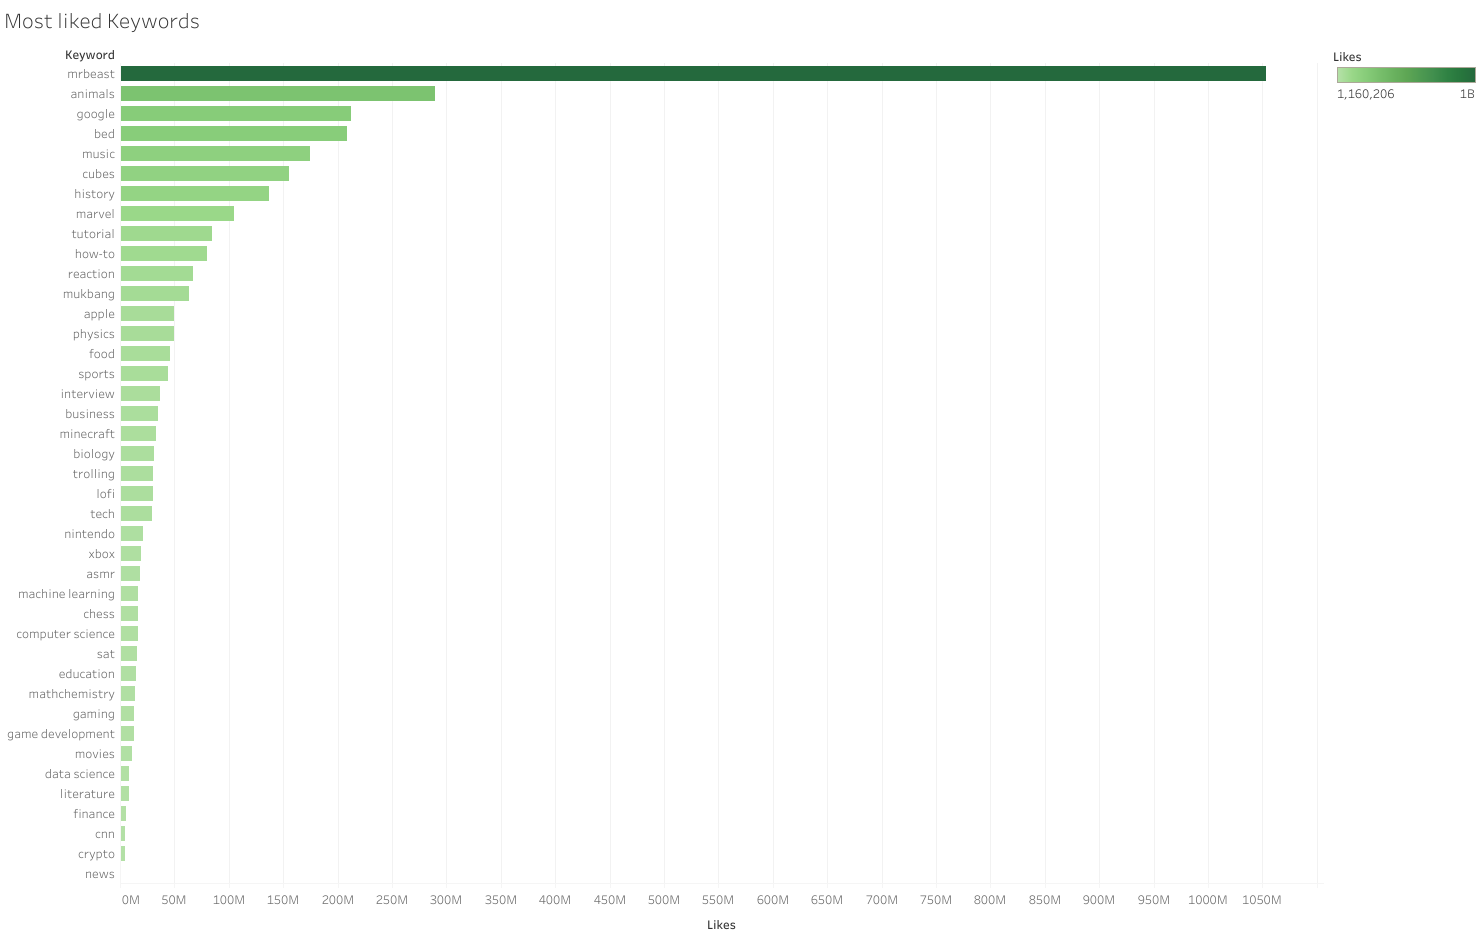 Most liked Keywords
Keyword
mrbeast
animals
google
bed
music
cubes
history
marvel
tutorial
how-to
reaction
mukbang
apple
physics
food
sports
interview
business
minecraft
biology
trolling
lofi
tech
nintendo
xbox
asmr
machine learning
chess
computer science
sat
education
mathchemistry
gaming
game development
movies
data science
literature
finance
cnn
crypto
news
0M 50M 100M 150M 200M 250M 300M 350M 400M 450M 500M 550M 600M 650M 700M 750M 800M 850M 900M 950M 1000M 1050M
Likes
Likes
1,160,206 1B